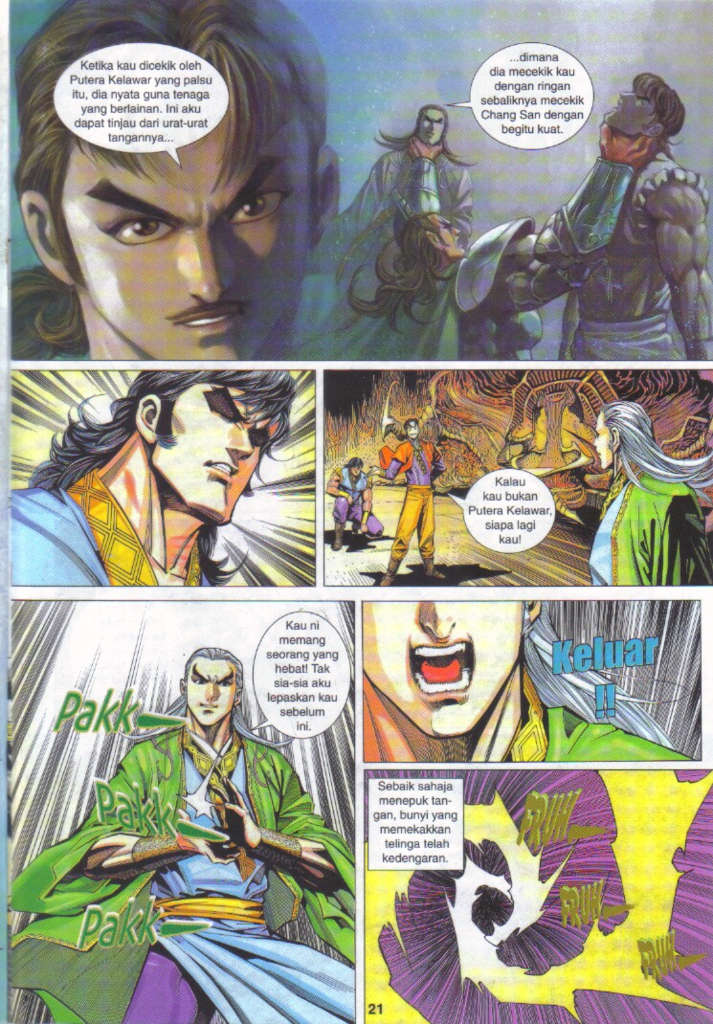 Ketika kau dicekik oleh
Putera Kelawar yang palsu
itu, dia nyata guna tenaga
yang berlainan. Ini aku
dapat tinjau dari urat-urat
tangannya...
...dimana
dia mecekik kau
dengan ringan
sebaliknya mecekik
Chang San dengan
begitu kuat.
Kalau
kau bukan
Putera Kelawar,
siapa lagi
kau!
Kau ni
memang
seorang yang
hebat! Tak
sia-sia aku
lepaskan kau
sebelum
ini.
Pakk
Pakk
Pakk
Keluar
!!
Sebaik sahaja
menepuk tan-
gan, bunyi yang
memekakkan
telinga telah
kedengaran.
FRUH
FRUH
FRUH
21